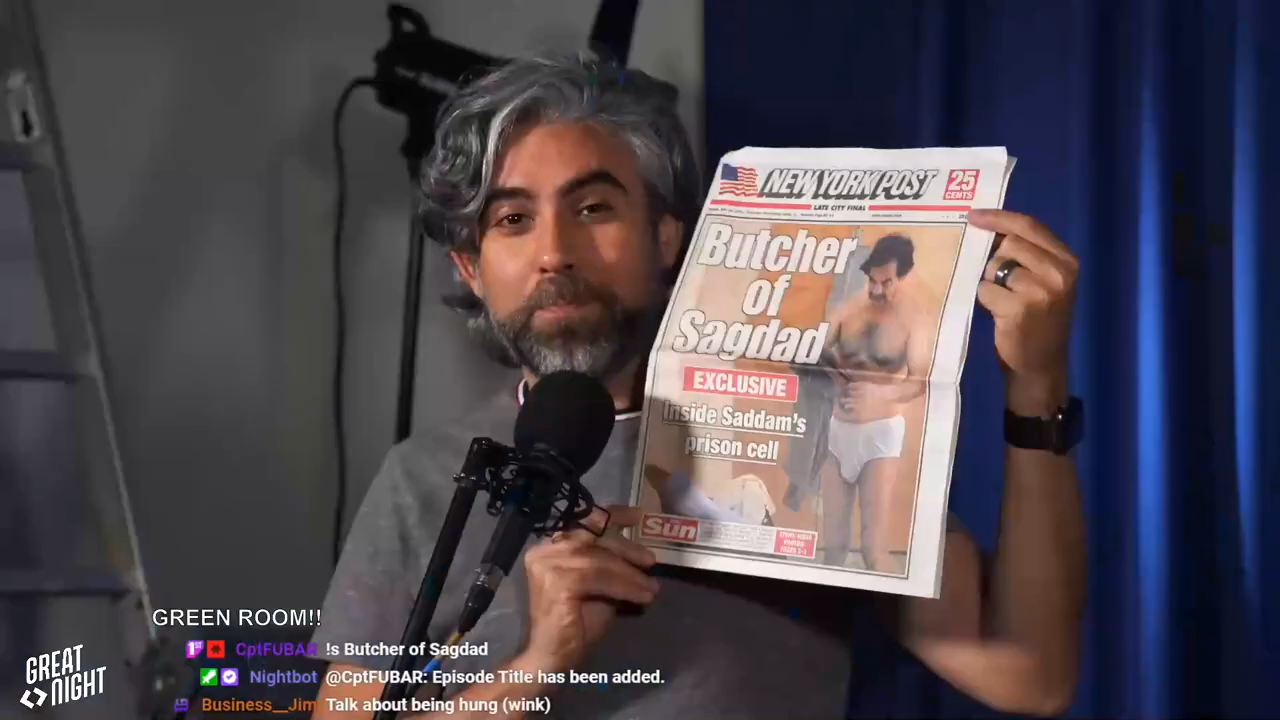 NEW YORK POST
25
CENTS
LATE CITY FINAL
Butcher
of
Sagdad
EXCLUSIVE
Inside Saddam's
prison cell
Sun
GREEN ROOM!!
CptFUBAR !s Butcher of Sagdad
Nightbot @CptFUBAR: Episode Title has been added.
Business__Jim Talk about being hung (wink)
GREAT
NIGHT